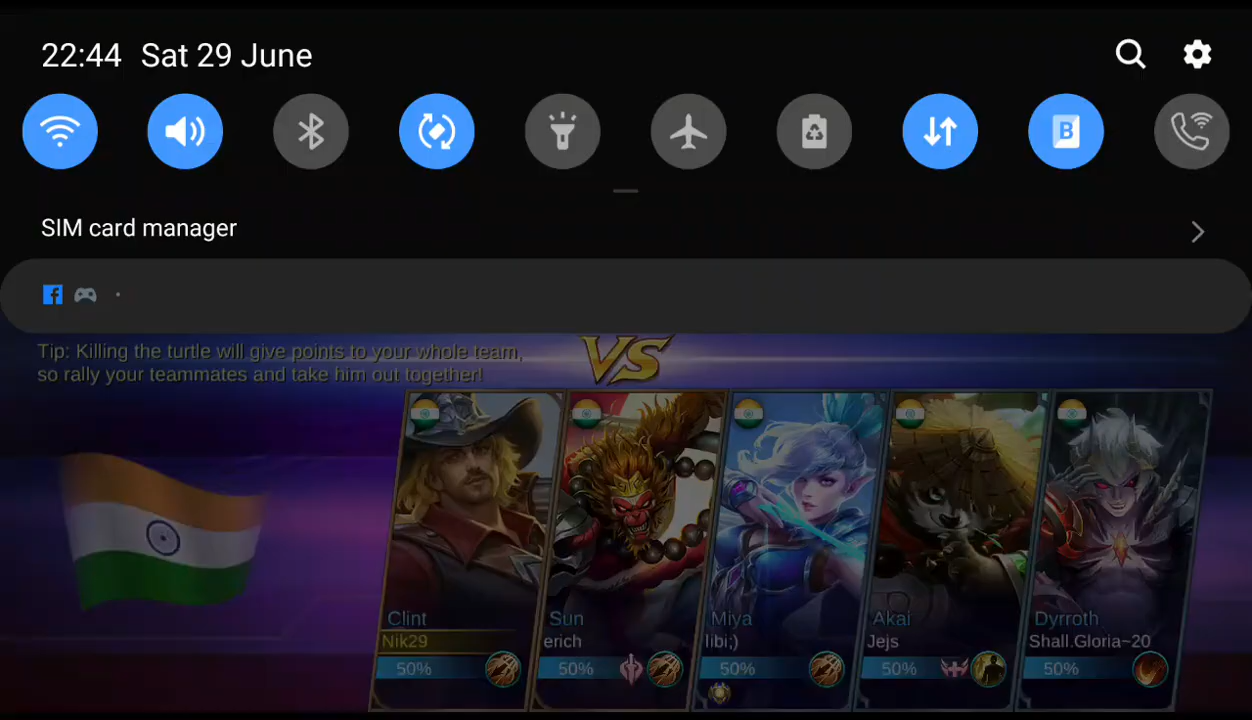 22:44 Sat 29 June
B
SIM card manager
Tip: Killing the turtle will give points to your whole team,
so rally your teammates and take him out together!
VS
Clint Sun Miya Akai Dyrroth
Nik29 erich libi;) Jejs Shall.Gloria~20
50% 50% 50% 50% 50%